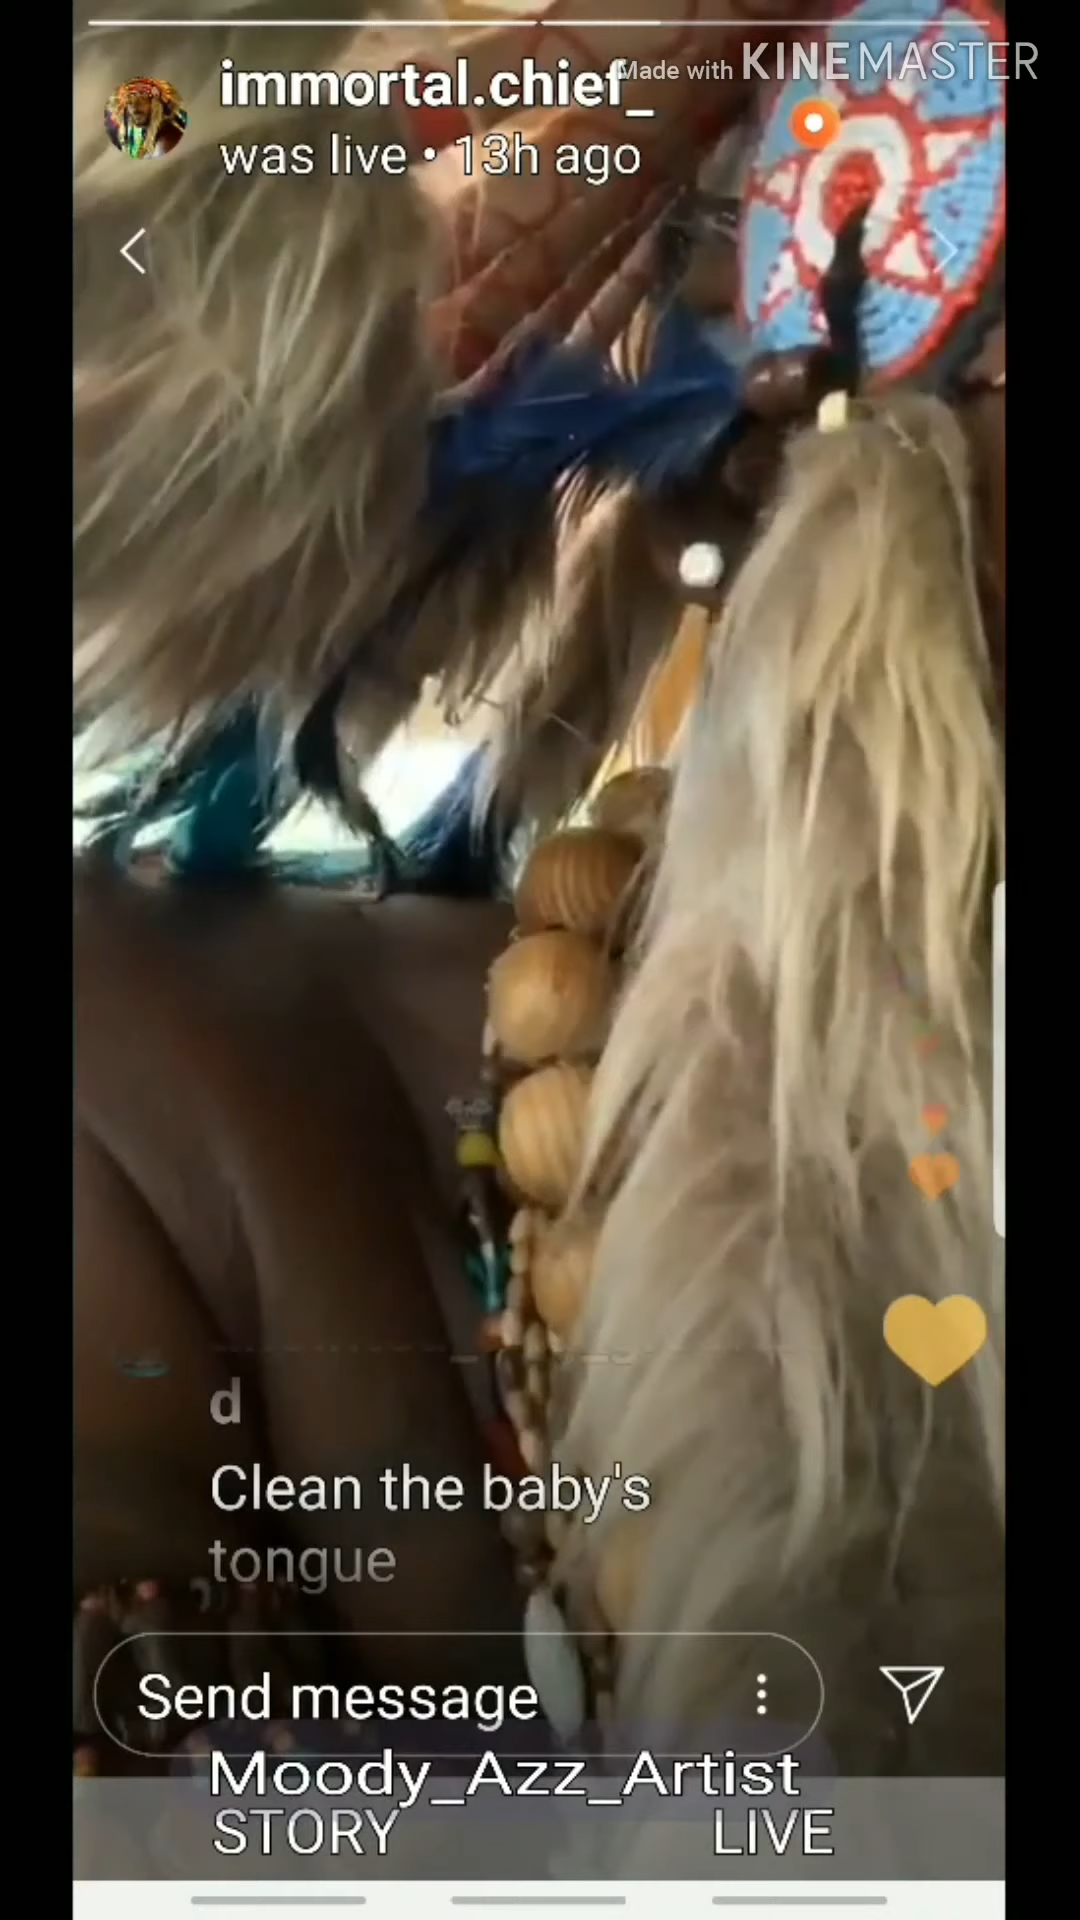 Made with KINEMASTER
immortal.chief_
was live • 13h ago
d
Clean the baby's
tongue
Send message
Moody_Azz_Artist
STORY LIVE